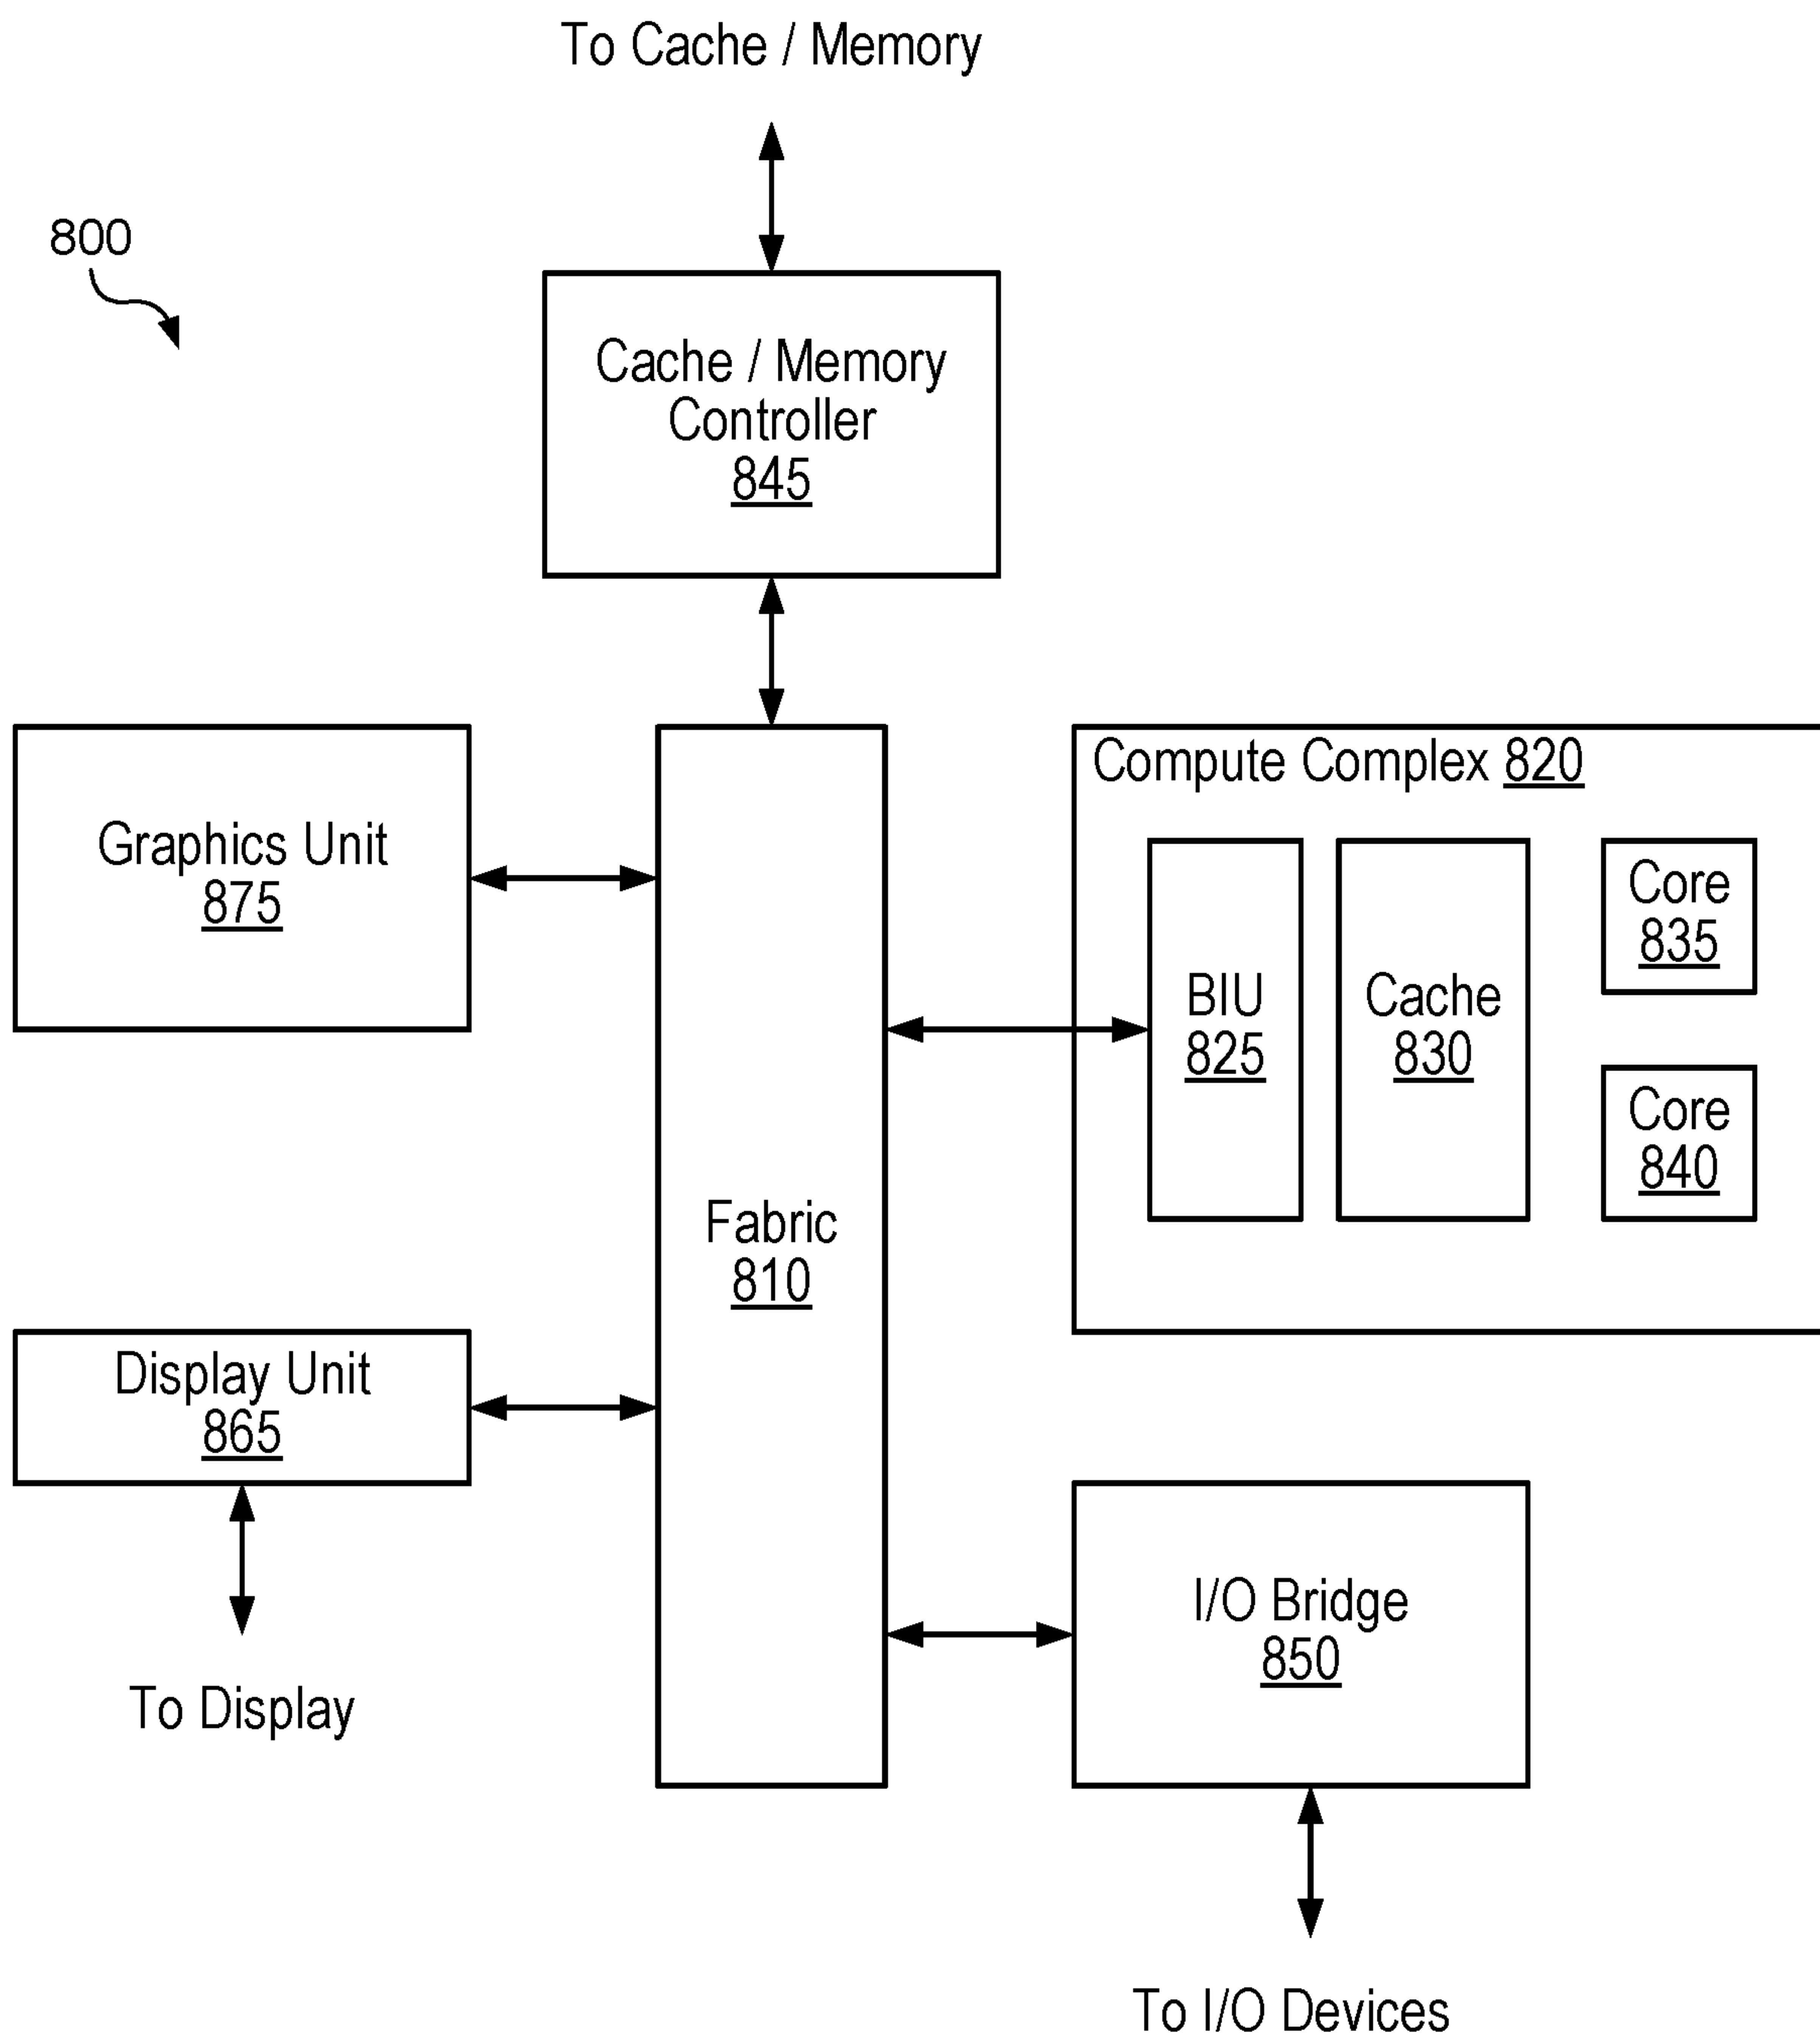 To Cache / Memory
800
Cache / Memory
Controller
845
Graphics Unit
875
Compute Complex 820
BIU
825
Cache
830
Core
835
Core
840
Fabric
810
Display Unit
865
To Display
I/O Bridge
850
To I/O Devices